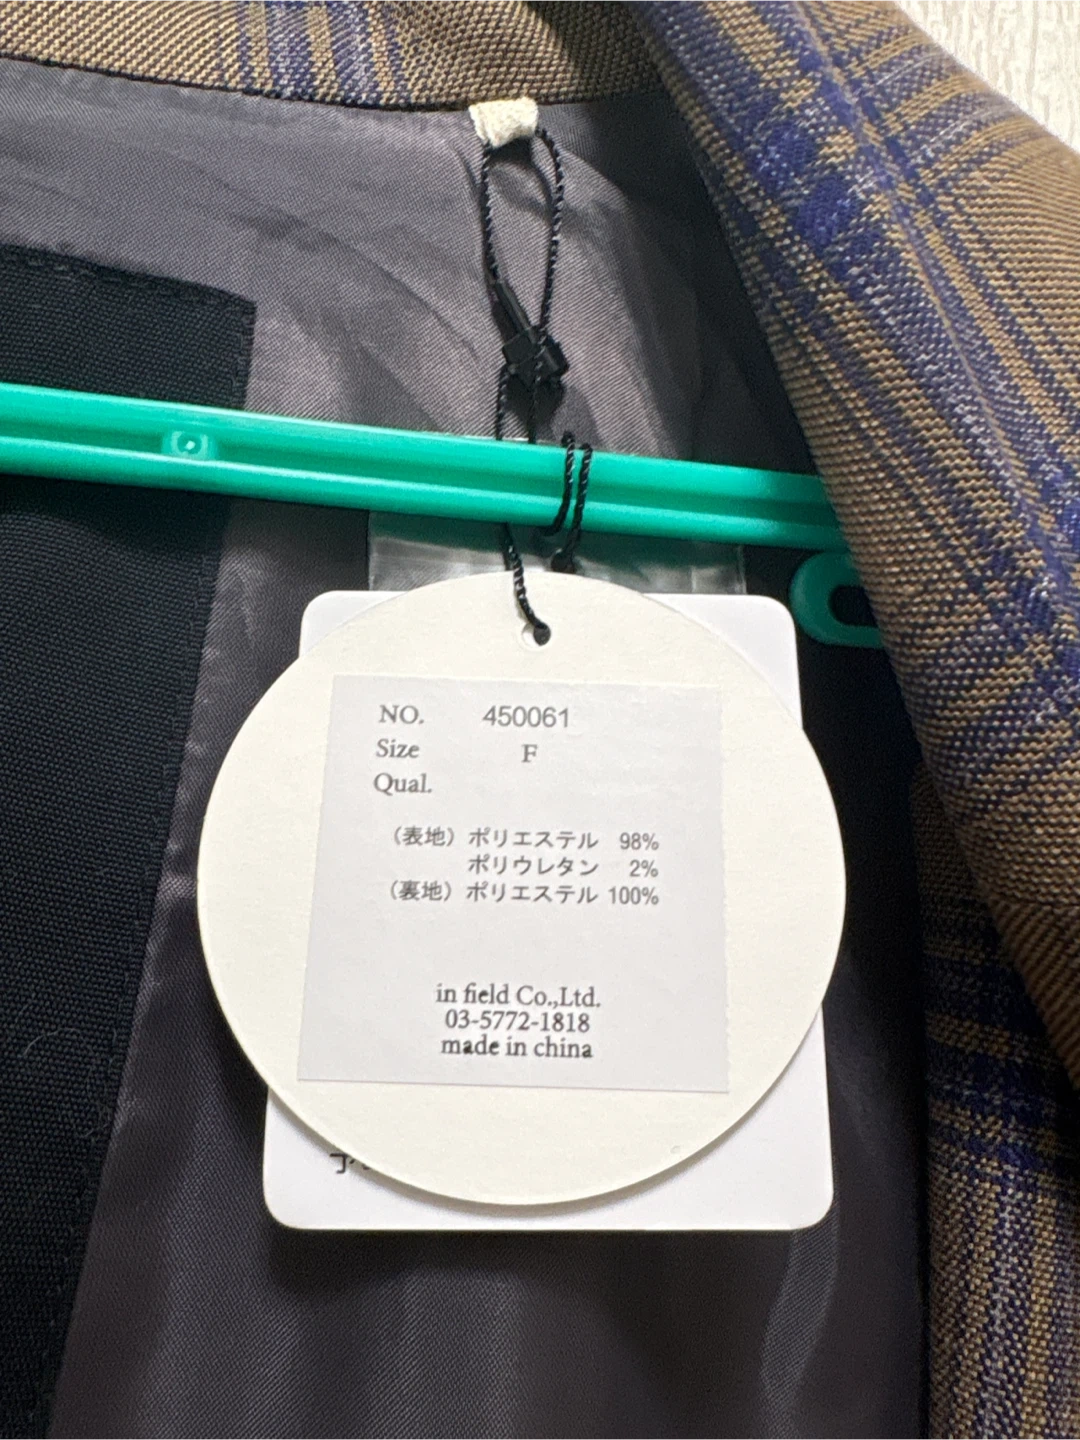 NO. 450061
Size F
Qual.
（表地）ポリエステル 98%
ポリウレタン 2%
（裏地）ポリエステル 100%
in field Co.,Ltd.
03-5772-1818
made in china